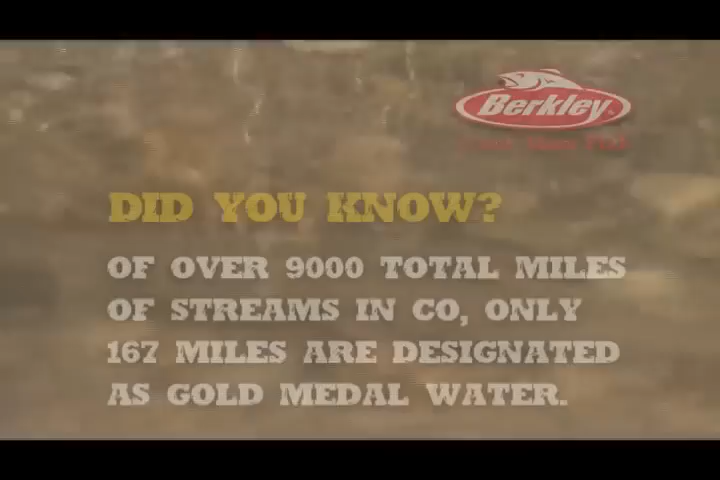 Berkley
DID YOU KNOW?
OF OVER 9000 TOTAL MILES
OF STREAMS IN CO, ONLY
167 MILES ARE DESIGNATED
AS GOLD MEDAL WATER.